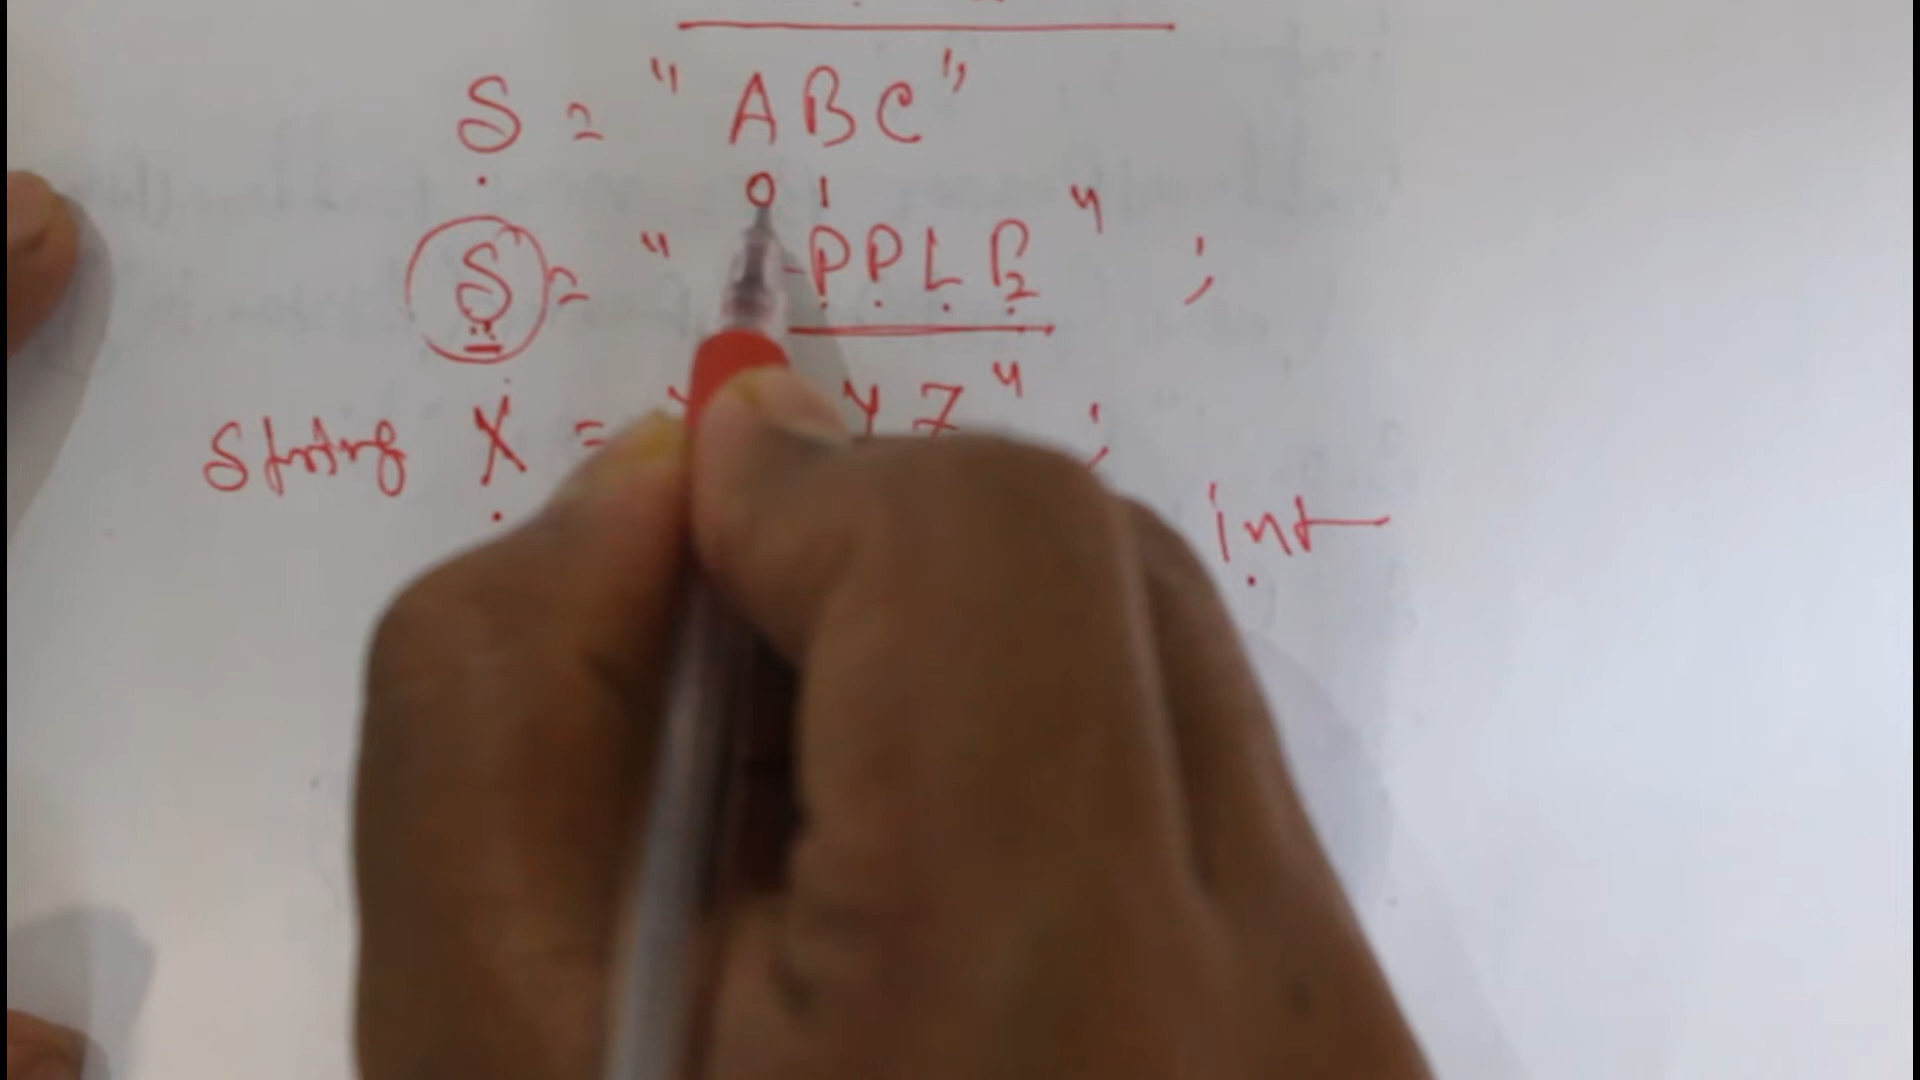 S = "ABC"
0 1
S = " PPLE" ;
String X = " YZ" ;
int